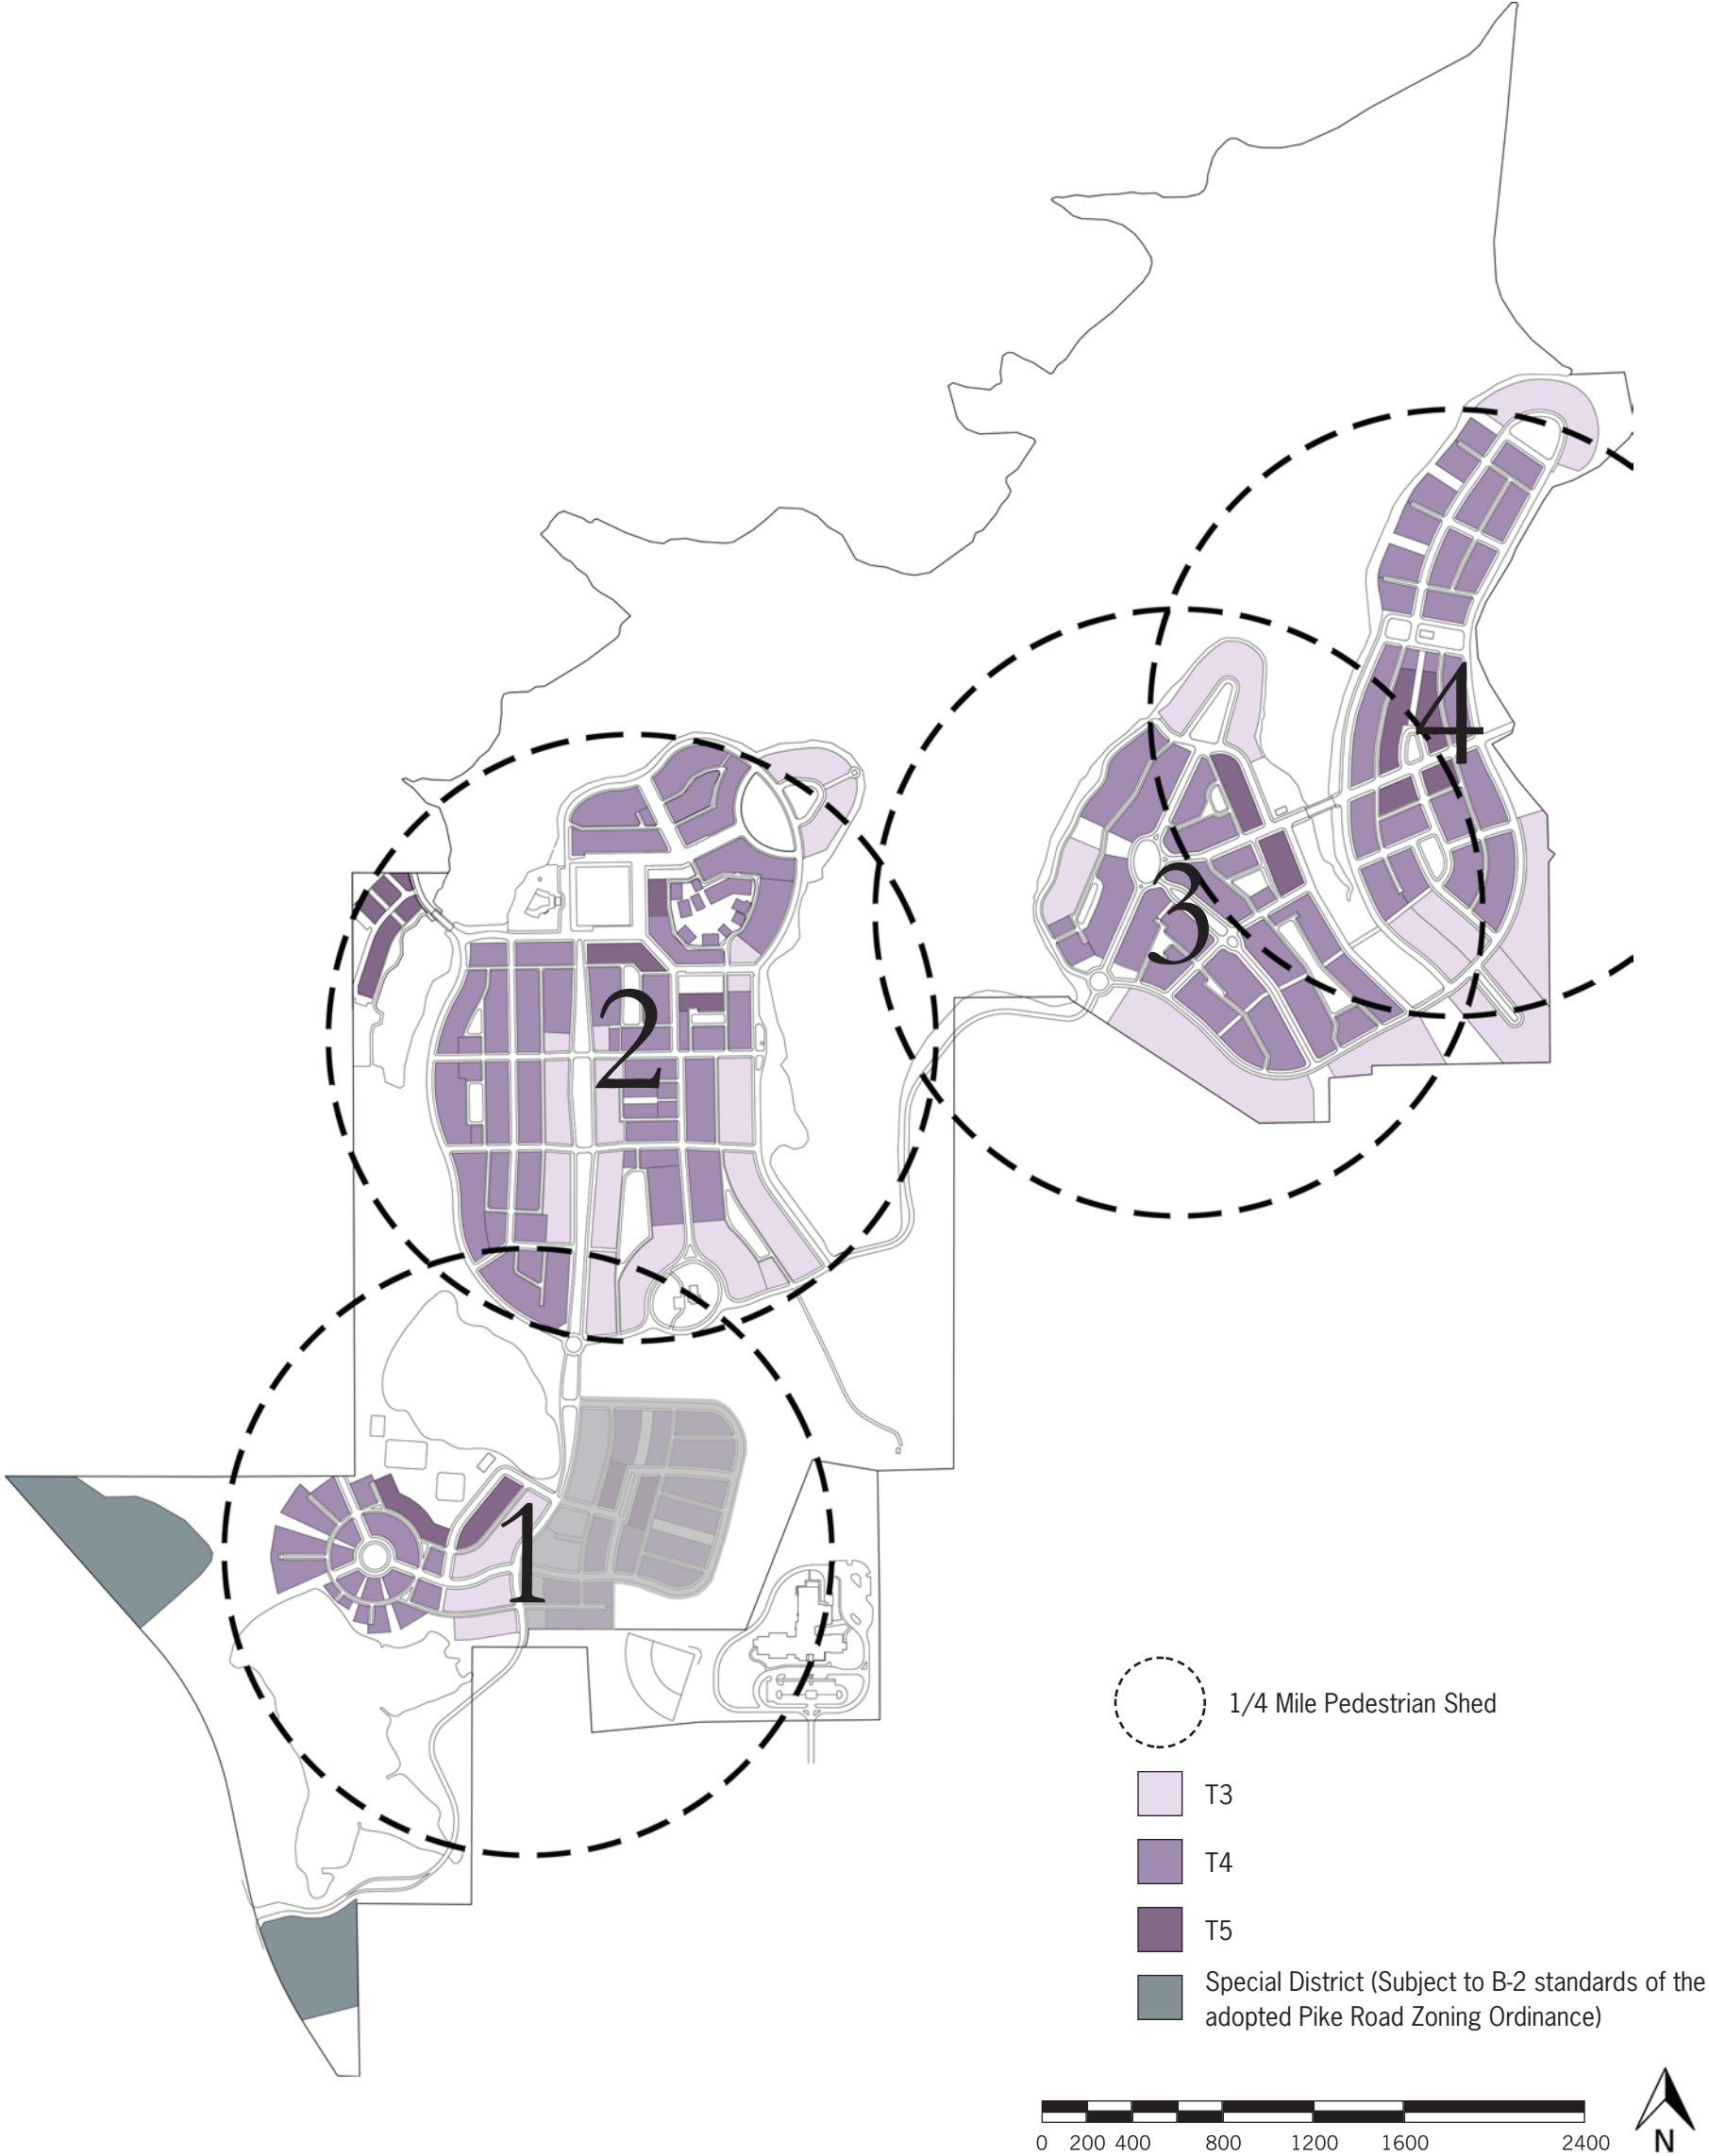 4
3
2
1
1/4 Mile Pedestrian Shed
T3
T4
T5
Special District (Subject to B-2 standards of the
adopted Pike Road Zoning Ordinance)
0 200 400 800 1200 1600 2400
N